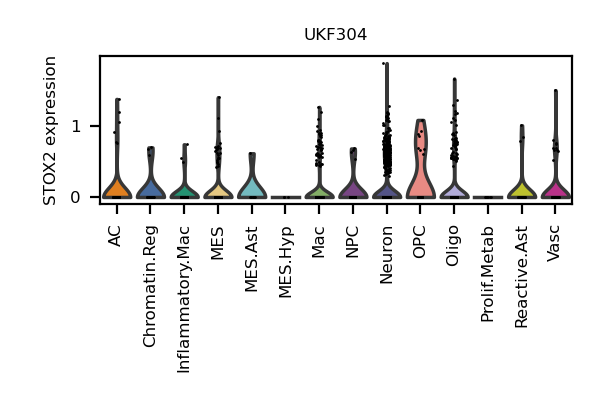 UKF304
STOX2 expression
1
0
AC
Chromatin.Reg
Inflammatory.Mac
MES
MES.Ast
MES.Hyp
Mac
NPC
Neuron
OPC
Oligo
Prolif.Metab
Reactive.Ast
Vasc